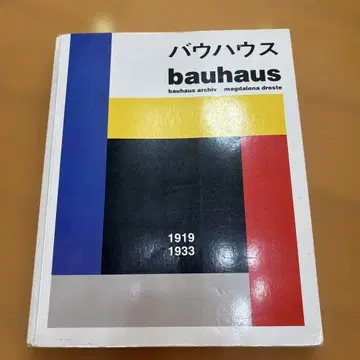 バウハウス
bauhaus
bauhaus archiv magdalena droste
1919
1933